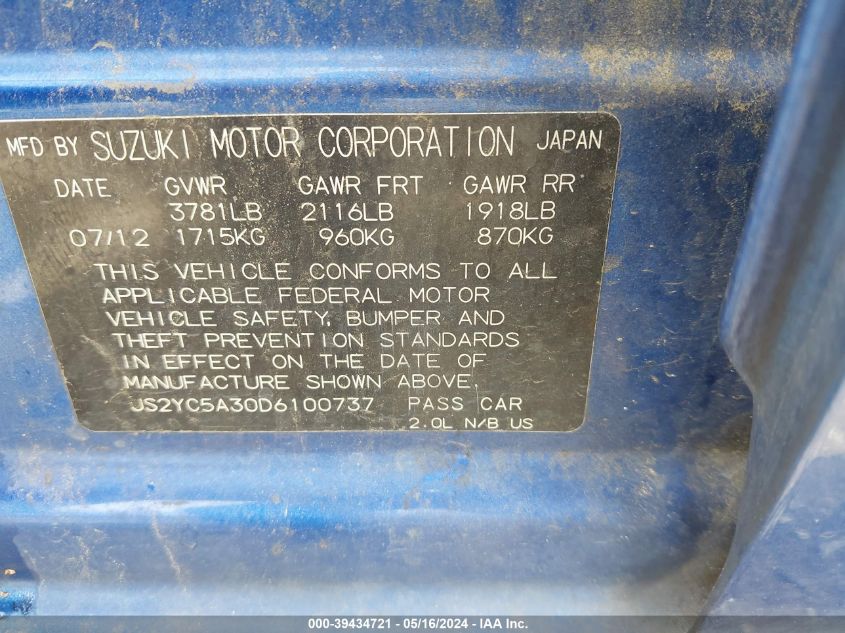 MFD BY SUZUKI MOTOR CORPORATION JAPAN
DATE GVWR GAWR FRT GAWR RR
3781LB 2116LB 1918LB
07/12 1715KG 960KG 870KG
THIS VEHICLE CONFORMS TO ALL
APPLICABLE FEDERAL MOTOR
VEHICLE SAFETY, BUMPER AND
THEFT PREVENTION STANDARDS
IN EFFECT ON THE DATE OF
MANUFACTURE SHOWN ABOVE.
JS2YC5A30D6100737 PASS CAR
2.0L N/B US
000-39434721 - 05/16/2024 - IAA Inc.